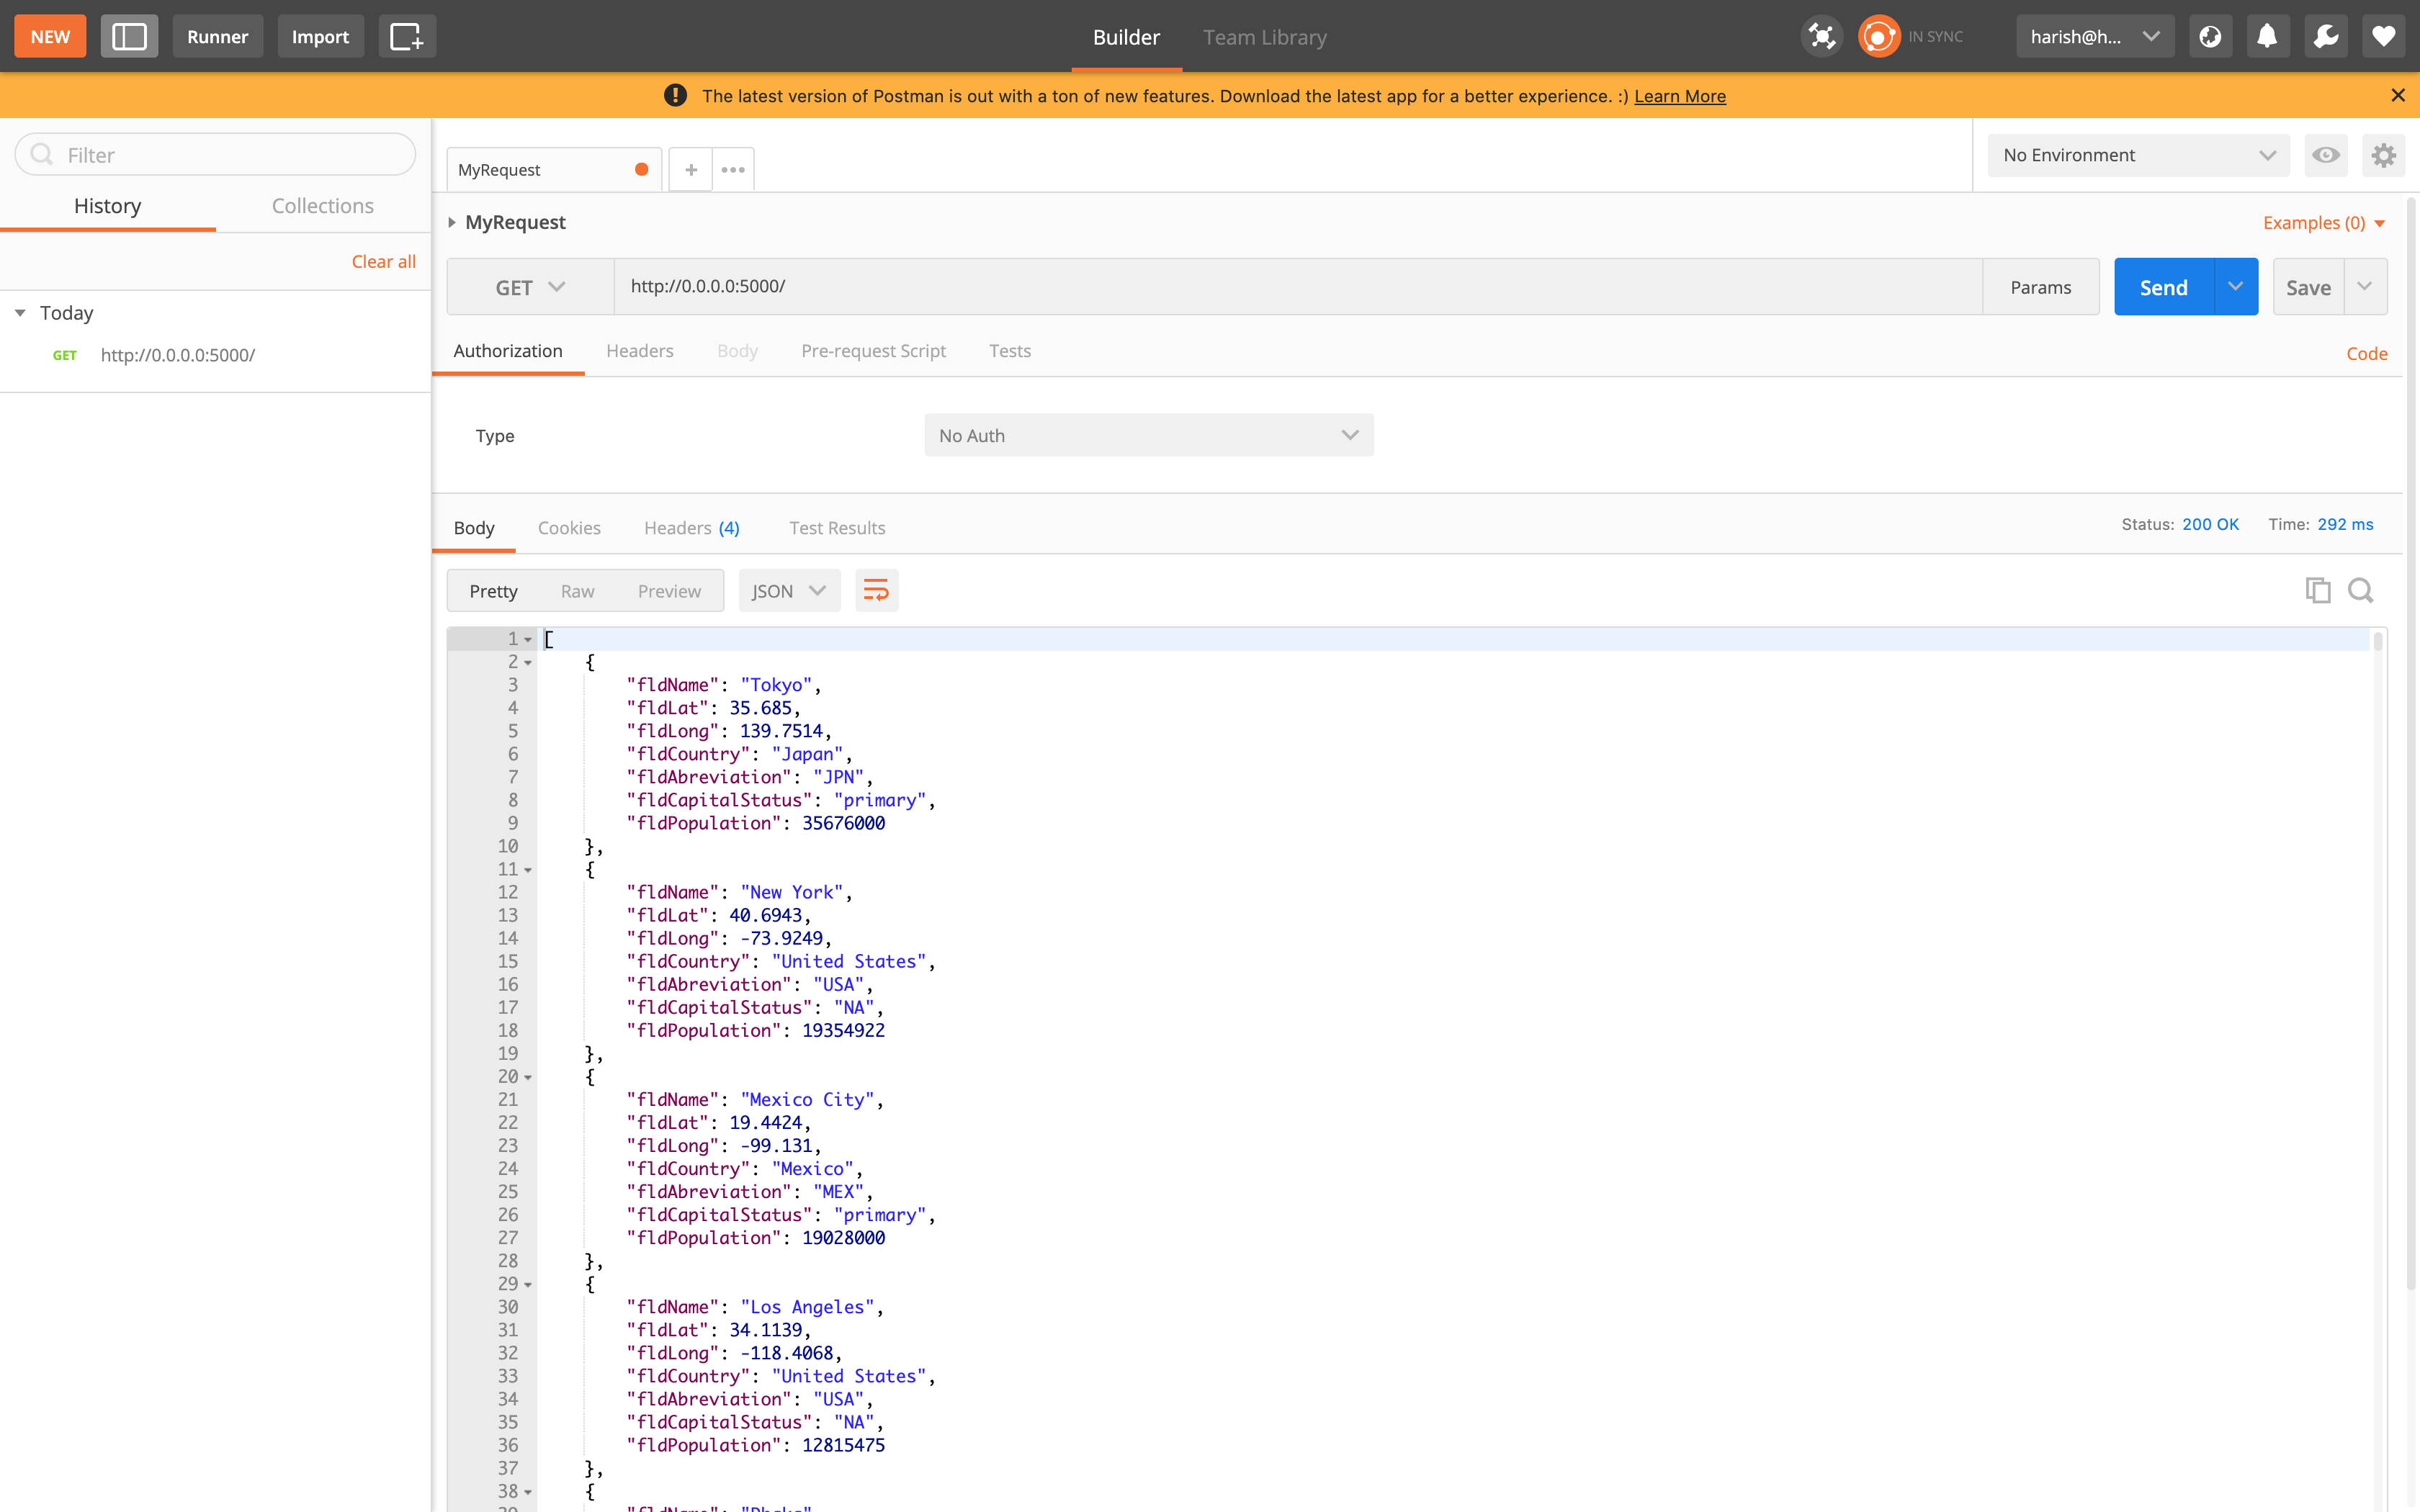 NEW Runner Import Builder Team Library IN SYNC harish@h...
The latest version of Postman is out with a ton of new features. Download the latest app for a better experience. :) Learn More
Filter
History Collections
Clear all
Today
GET http://0.0.0.0:5000/
MyRequest
No Environment
MyRequest
Examples (0)
GET http://0.0.0.0:5000/ Params Send Save
Authorization Headers Body Pre-request Script Tests Code
Type No Auth
Body Cookies Headers (4) Test Results Status: 200 OK Time: 292 ms
Pretty Raw Preview JSON
1 [
2 {
3 "fldName": "Tokyo",
4 "fldLat": 35.685,
5 "fldLong": 139.7514,
6 "fldCountry": "Japan",
7 "fldAbreviation": "JPN",
8 "fldCapitalStatus": "primary",
9 "fldPopulation": 35676000
10 },
11 {
12 "fldName": "New York",
13 "fldLat": 40.6943,
14 "fldLong": -73.9249,
15 "fldCountry": "United States",
16 "fldAbreviation": "USA",
17 "fldCapitalStatus": "NA",
18 "fldPopulation": 19354922
19 },
20 {
21 "fldName": "Mexico City",
22 "fldLat": 19.4424,
23 "fldLong": -99.131,
24 "fldCountry": "Mexico",
25 "fldAbreviation": "MEX",
26 "fldCapitalStatus": "primary",
27 "fldPopulation": 19028000
28 },
29 {
30 "fldName": "Los Angeles",
31 "fldLat": 34.1139,
32 "fldLong": -118.4068,
33 "fldCountry": "United States",
34 "fldAbreviation": "USA",
35 "fldCapitalStatus": "NA",
36 "fldPopulation": 12815475
37 },
38 {